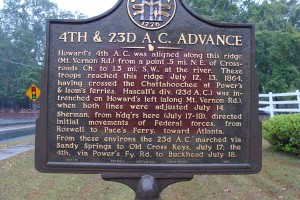 1776
4TH & 23D A.C. ADVANCE
Howard's 4th A.C. was aligned along this ridge
(Mt. Vernon Rd.) from a point .5 mi. N.E. of Cross-
roads Ch. to 1.5 mi. S.W. at the river. These
troops reached this ridge July 12, 13, 1864,
having crossed the Chattahoochee at Power's
& Isom's ferries. Hascall's div. (23d A.C.) was in-
trenched on Howard's left (along Mt. Vernon Rd.),
when both lines were adjusted July 14.
Sherman, from h'dq'rs here (July 17-18), directed
initial movements of Federal forces, from
Roswell to Pace's Ferry, toward Atlanta.
From these environs the 23d A.C. marched via
Sandy Springs to Old Cross Keys, July 17; the
4th, via Power's Fy. Rd. to Buckhead July 18.